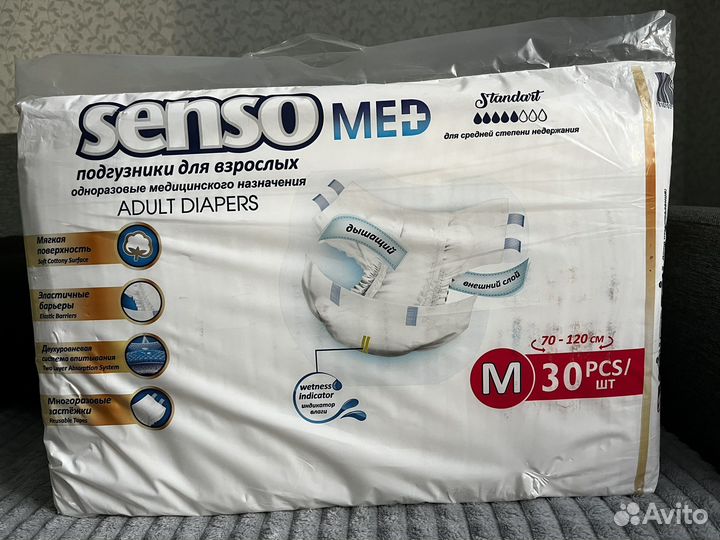 senso MED
Standart
для средней степени недержания
подгузники для взрослых
одноразовые медицинского назначения
ADULT DIAPERS
Мягкая
поверхность
Soft Cottony Surface
Эластичные
барьеры
Elastic Barriers
Двухуровневая
система впитывания
Two Layer Absorption System
Многоразовые
застёжки
Reusable Tapes
дышащий
внешний слой
wetness
indicator
индикатор
влаги
70 - 120 см
M 30 PCS/
шт
Avito